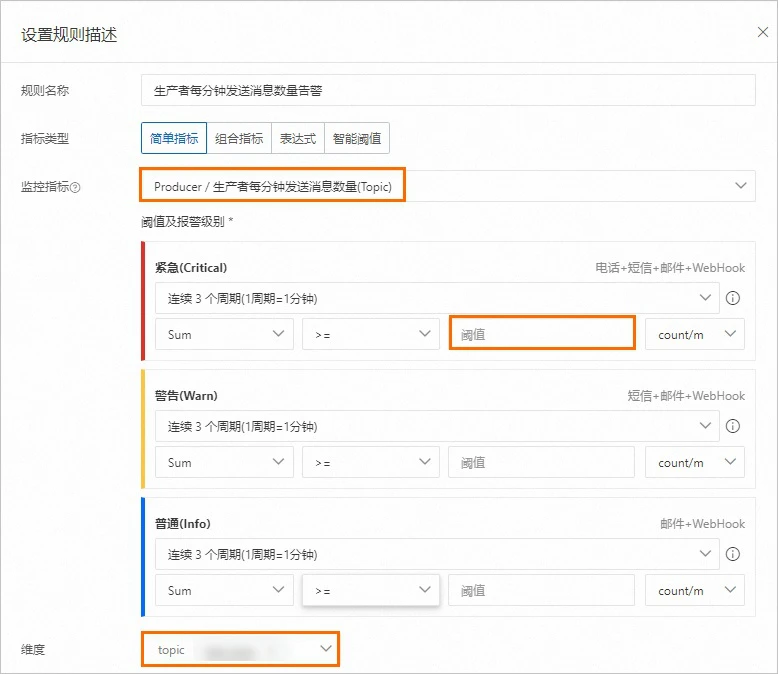 设置规则描述
规则名称 生产者每分钟发送消息数量告警
指标类型 简单指标 组合指标 表达式 智能阈值
监控指标 Producer / 生产者每分钟发送消息数量(Topic)
阈值及报警级别 *
紧急(Critical) 电话+短信+邮件+WebHook
连续 3 个周期(1周期=1分钟)
Sum >= 阈值 count/m
警告(Warn) 短信+邮件+WebHook
连续 3 个周期(1周期=1分钟)
Sum >= 阈值 count/m
普通(Info) 邮件+WebHook
连续 3 个周期(1周期=1分钟)
Sum >= 阈值 count/m
维度 topic